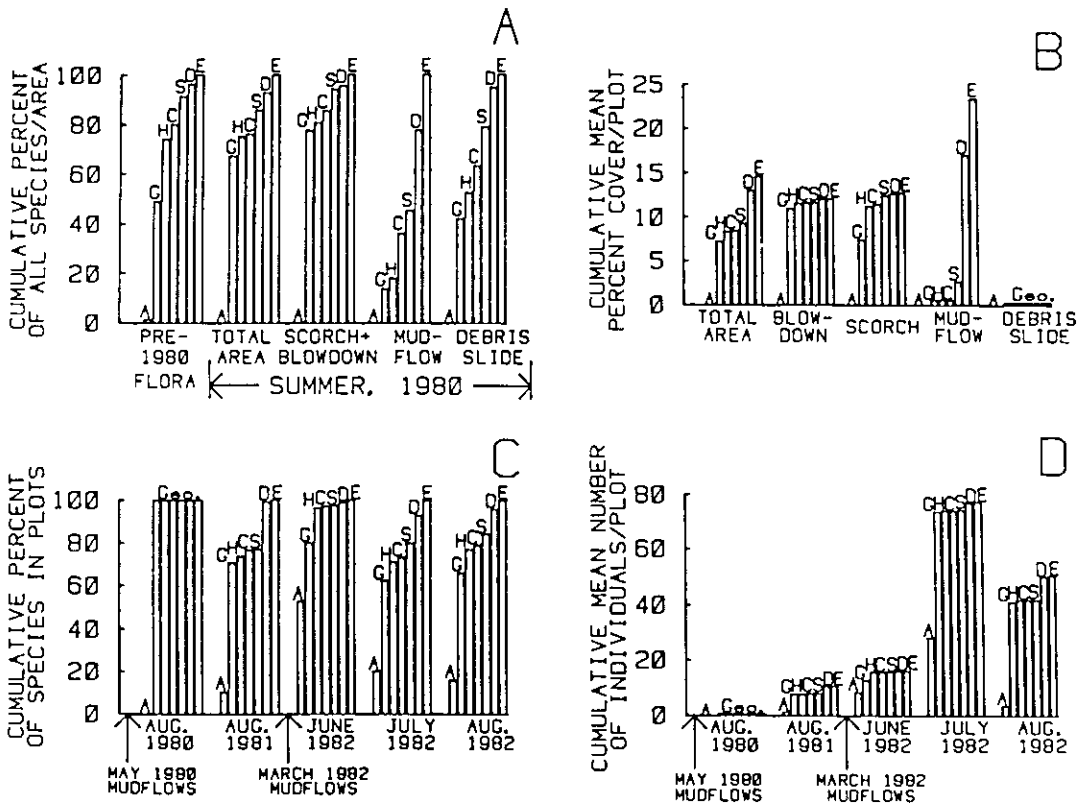 A
CUMULATIVE PERCENT
OF ALL SPECIES/AREA
100
80
60
40
20
0
A G H C S D E
A G H C S D E
A G H C S D E
A G H C S D E
A G H C S D E
PRE-
1980
FLORA
TOTAL
AREA
SCORCH+
BLOWDOWN
MUD-
FLOW
DEBRIS
SLIDE
SUMMER, 1980
B
CUMULATIVE MEAN
PERCENT COVER/PLOT
25
20
15
10
5
0
A G H C S D E
A G H C S D E
A G H C S D E
A G H C S D E
A G e o.
TOTAL
AREA
BLOW-
DOWN
SCORCH
MUD-
FLOW
DEBRIS
SLIDE
C
CUMULATIVE PERCENT
OF SPECIES IN PLOTS
100
80
60
40
20
0
A G e o.
A G H C S D E
A G H C S D E
A G H C S D E
A G H C S D E
AUG.
1980
AUG.
1981
JUNE
1982
JULY
1982
AUG.
1982
MAY 1980
MUDFLOWS
MARCH 1982
MUDFLOWS
D
CUMULATIVE MEAN NUMBER
OF INDIVIDUALS/PLOT
80
60
40
20
0
A G e o.
A G H C S D E
A G H C S D E
A G H C S D E
A G H C S D E
AUG.
1980
AUG.
1981
JUNE
1982
JULY
1982
AUG.
1982
MAY 1980
MUDFLOWS
MARCH 1982
MUDFLOWS